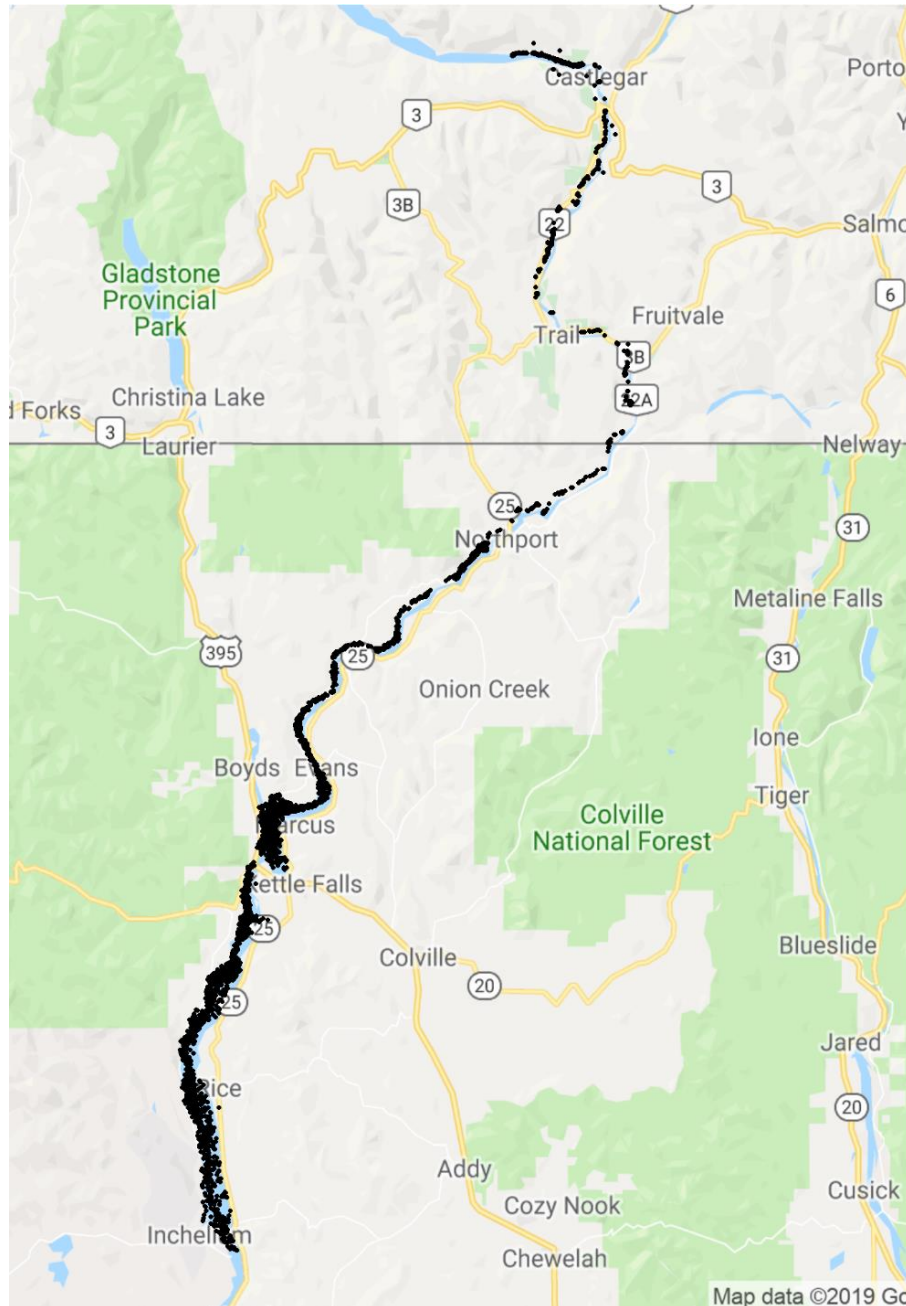 Castlegar
Porto
3
3B
3
22
Salmo
Gladstone
Provincial
Park
6
Fruitvale
Trail
3B
Christina Lake
22A
d Forks
3
Laurier
Nelway
25
31
Northport
Metaline Falls
395
25
31
Onion Creek
Ione
Boyds
Evans
Tiger
Marcus
Colville
National Forest
Kettle Falls
25
Blueslide
Colville
20
25
Jared
Rice
20
Addy
Cusick
Cozy Nook
Inchelium
Chewelah
Map data ©2019 Go